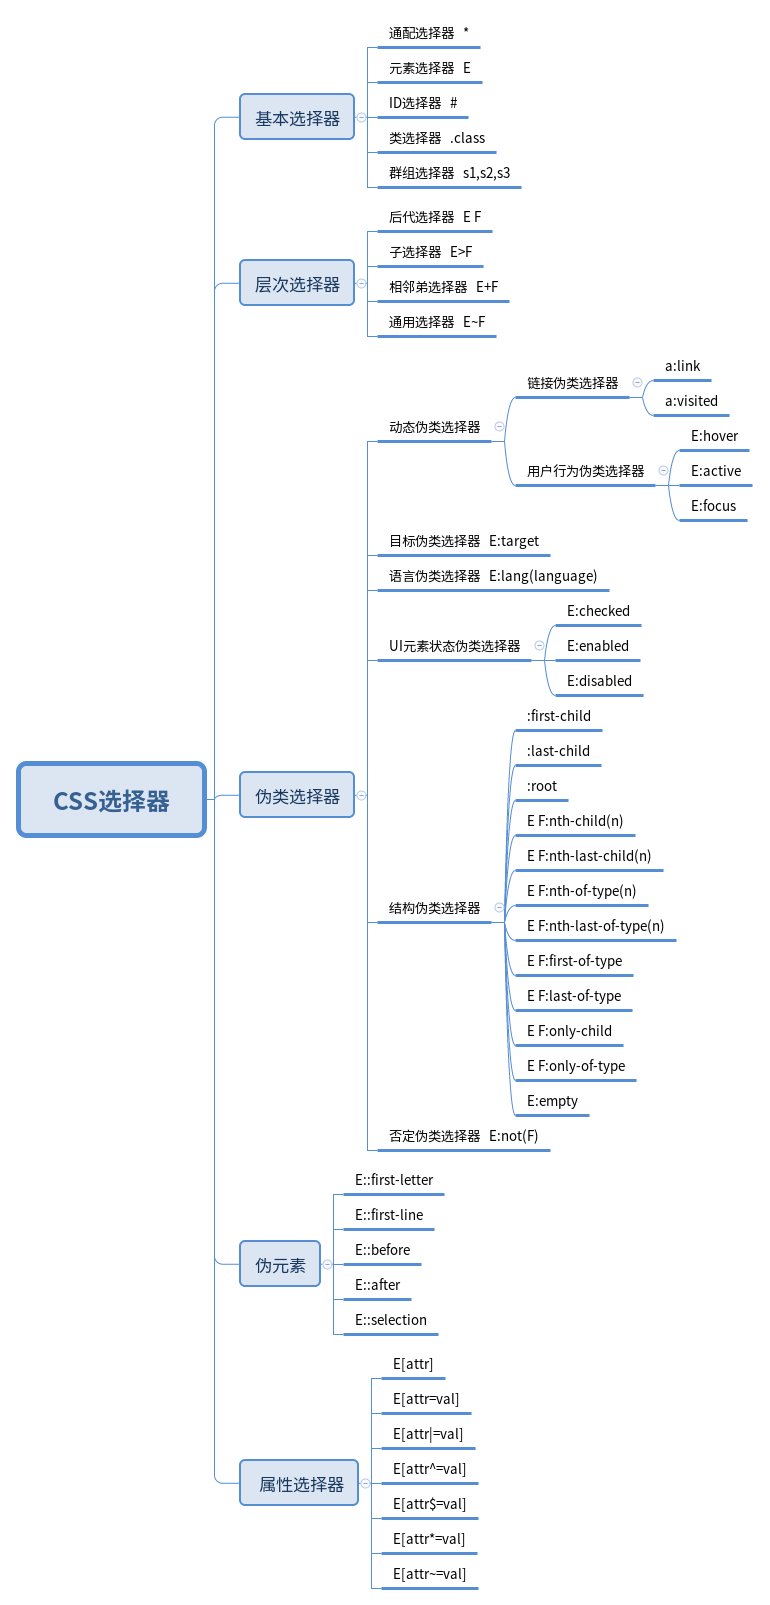 CSS选择器
基本选择器
通配选择器 *
元素选择器 E
ID选择器 #
类选择器 .class
群组选择器 s1,s2,s3
层次选择器
后代选择器 E F
子选择器 E>F
相邻弟选择器 E+F
通用选择器 E~F
伪类选择器
动态伪类选择器
链接伪类选择器
a:link
a:visited
用户行为伪类选择器
E:hover
E:active
E:focus
目标伪类选择器 E:target
语言伪类选择器 E:lang(language)
UI元素状态伪类选择器
E:checked
E:enabled
E:disabled
结构伪类选择器
:first-child
:last-child
:root
E F:nth-child(n)
E F:nth-last-child(n)
E F:nth-of-type(n)
E F:nth-last-of-type(n)
E F:first-of-type
E F:last-of-type
E F:only-child
E F:only-of-type
E:empty
否定伪类选择器 E:not(F)
伪元素
E::first-letter
E::first-line
E::before
E::after
E::selection
属性选择器
E[attr]
E[attr=val]
E[attr|=val]
E[attr^=val]
E[attr$=val]
E[attr*=val]
E[attr~=val]